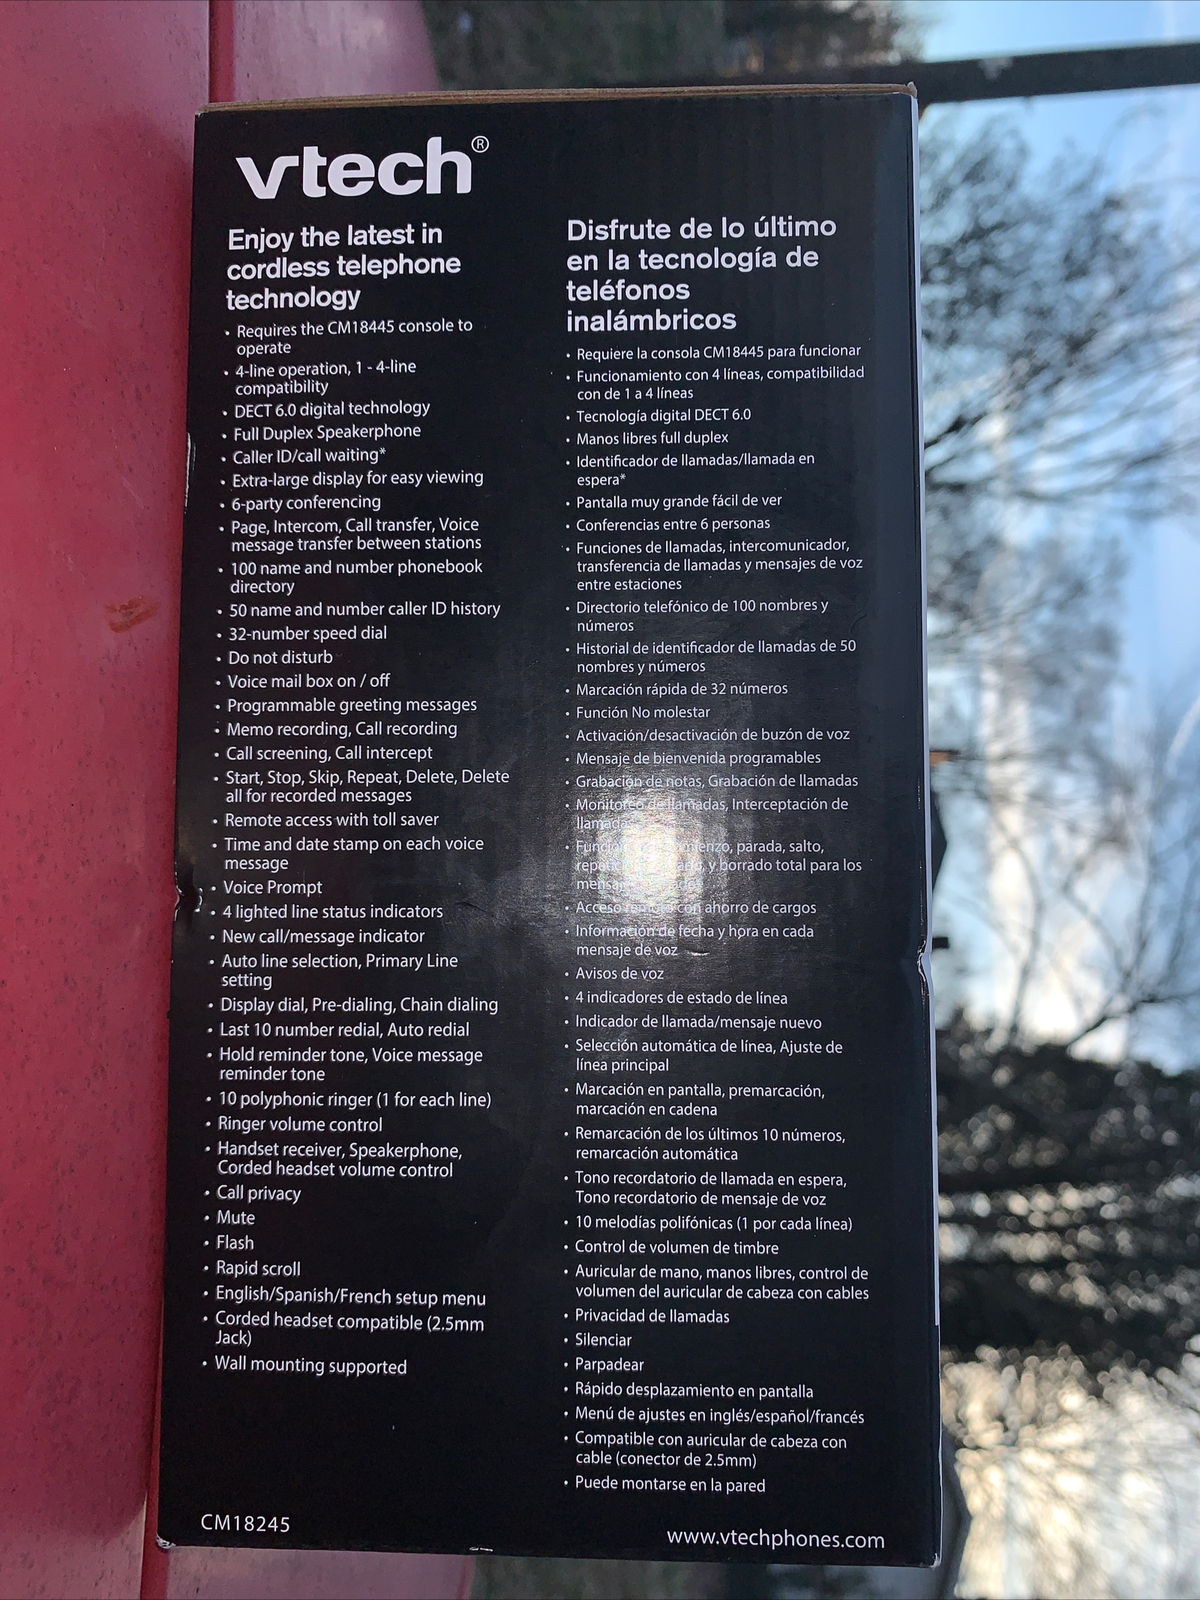 vtech®
Enjoy the latest in
cordless telephone
technology
• Requires the CM18445 console to
operate
• 4-line operation, 1 - 4-line
compatibility
• DECT 6.0 digital technology
• Full Duplex Speakerphone
• Caller ID/call waiting*
• Extra-large display for easy viewing
• 6-party conferencing
• Page, Intercom, Call transfer, Voice
message transfer between stations
• 100 name and number phonebook
directory
• 50 name and number caller ID history
• 32-number speed dial
• Do not disturb
• Voice mail box on / off
• Programmable greeting messages
• Memo recording, Call recording
• Call screening, Call intercept
• Start, Stop, Skip, Repeat, Delete, Delete
all for recorded messages
• Remote access with toll saver
• Time and date stamp on each voice
message
• Voice Prompt
• 4 lighted line status indicators
• New call/message indicator
• Auto line selection, Primary Line
setting
• Display dial, Pre-dialing, Chain dialing
• Last 10 number redial, Auto redial
• Hold reminder tone, Voice message
reminder tone
• 10 polyphonic ringer (1 for each line)
• Ringer volume control
• Handset receiver, Speakerphone,
Corded headset volume control
• Call privacy
• Mute
• Flash
• Rapid scroll
• English/Spanish/French setup menu
• Corded headset compatible (2.5mm
Jack)
• Wall mounting supported
CM18245
Disfrute de lo último
en la tecnología de
teléfonos
inalámbricos
• Requiere la consola CM18445 para funcionar
• Funcionamiento con 4 líneas, compatibilidad
con de 1 a 4 líneas
• Tecnología digital DECT 6.0
• Manos libres full duplex
• Identificador de llamadas/llamada en
espera*
• Pantalla muy grande fácil de ver
• Conferencias entre 6 personas
• Funciones de llamadas, intercomunicador,
transferencia de llamadas y mensajes de voz
entre estaciones
• Directorio telefónico de 100 nombres y
números
• Historial de identificador de llamadas de 50
nombres y números
• Marcación rápida de 32 números
• Función No molestar
• Activación/desactivación de buzón de voz
• Mensaje de bienvenida programables
• Grabación de notas, Grabación de llamadas
• Monitoreo de llamadas, Interceptación de
llamadas
• parada, salto,
y borrado total para los
• Acceso remoto con ahorro de cargos
• Información de fecha y hora en cada
mensaje de voz
• Avisos de voz
• 4 indicadores de estado de línea
• Indicador de llamada/mensaje nuevo
• Selección automática de línea, Ajuste de
línea principal
• Marcación en pantalla, premarcación,
marcación en cadena
• Remarcación de los últimos 10 números,
remarcación automática
• Tono recordatorio de llamada en espera,
Tono recordatorio de mensaje de voz
• 10 melodías polifónicas (1 por cada línea)
• Control de volumen de timbre
• Auricular de mano, manos libres, control de
volumen del auricular de cabeza con cables
• Privacidad de llamadas
• Silenciar
• Parpadear
• Rápido desplazamiento en pantalla
• Menú de ajustes en inglés/español/francés
• Compatible con auricular de cabeza con
cable (conector de 2.5mm)
• Puede montarse en la pared
www.vtechphones.com